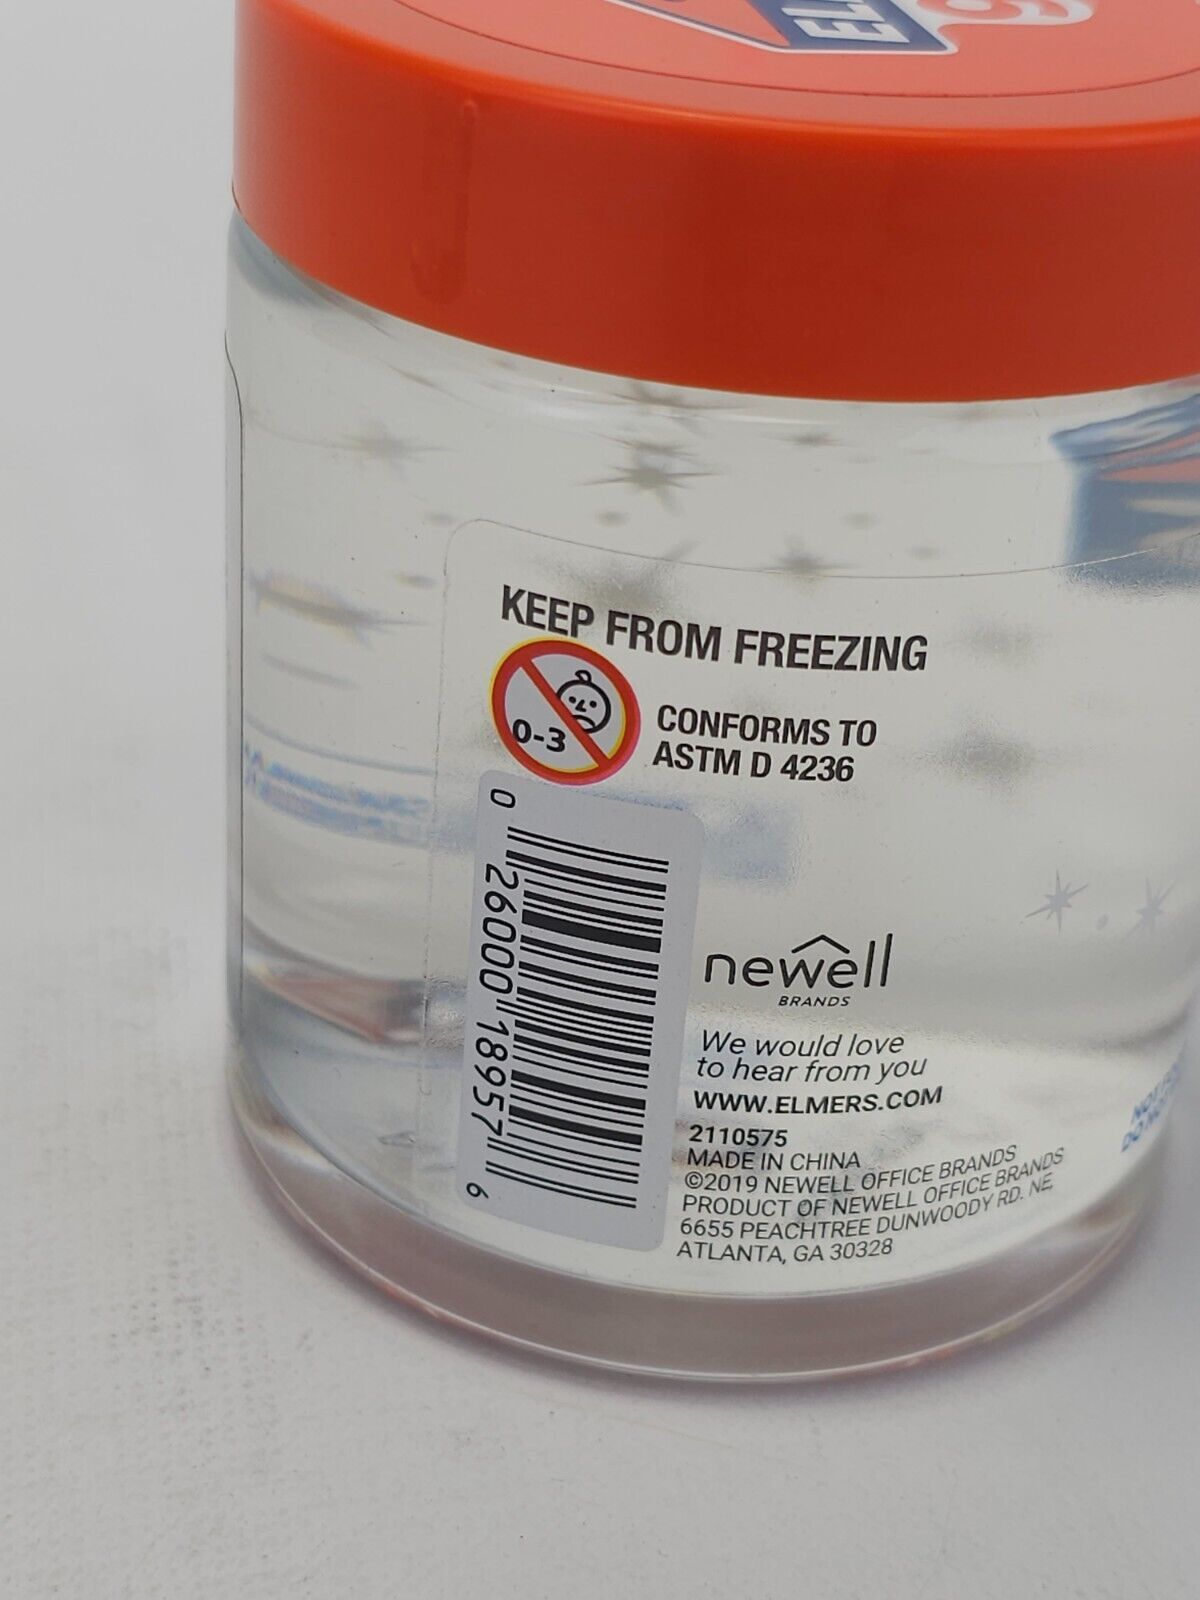 EL
KEEP FROM FREEZING
0-3
CONFORMS TO
ASTM D 4236
0 26000 18957 6
newell
BRANDS
We would love
to hear from you
WWW.ELMERS.COM
2110575
MADE IN CHINA
©2019 NEWELL OFFICE BRANDS
PRODUCT OF NEWELL OFFICE BRANDS
6655 PEACHTREE DUNWOODY RD. NE,
ATLANTA, GA 30328